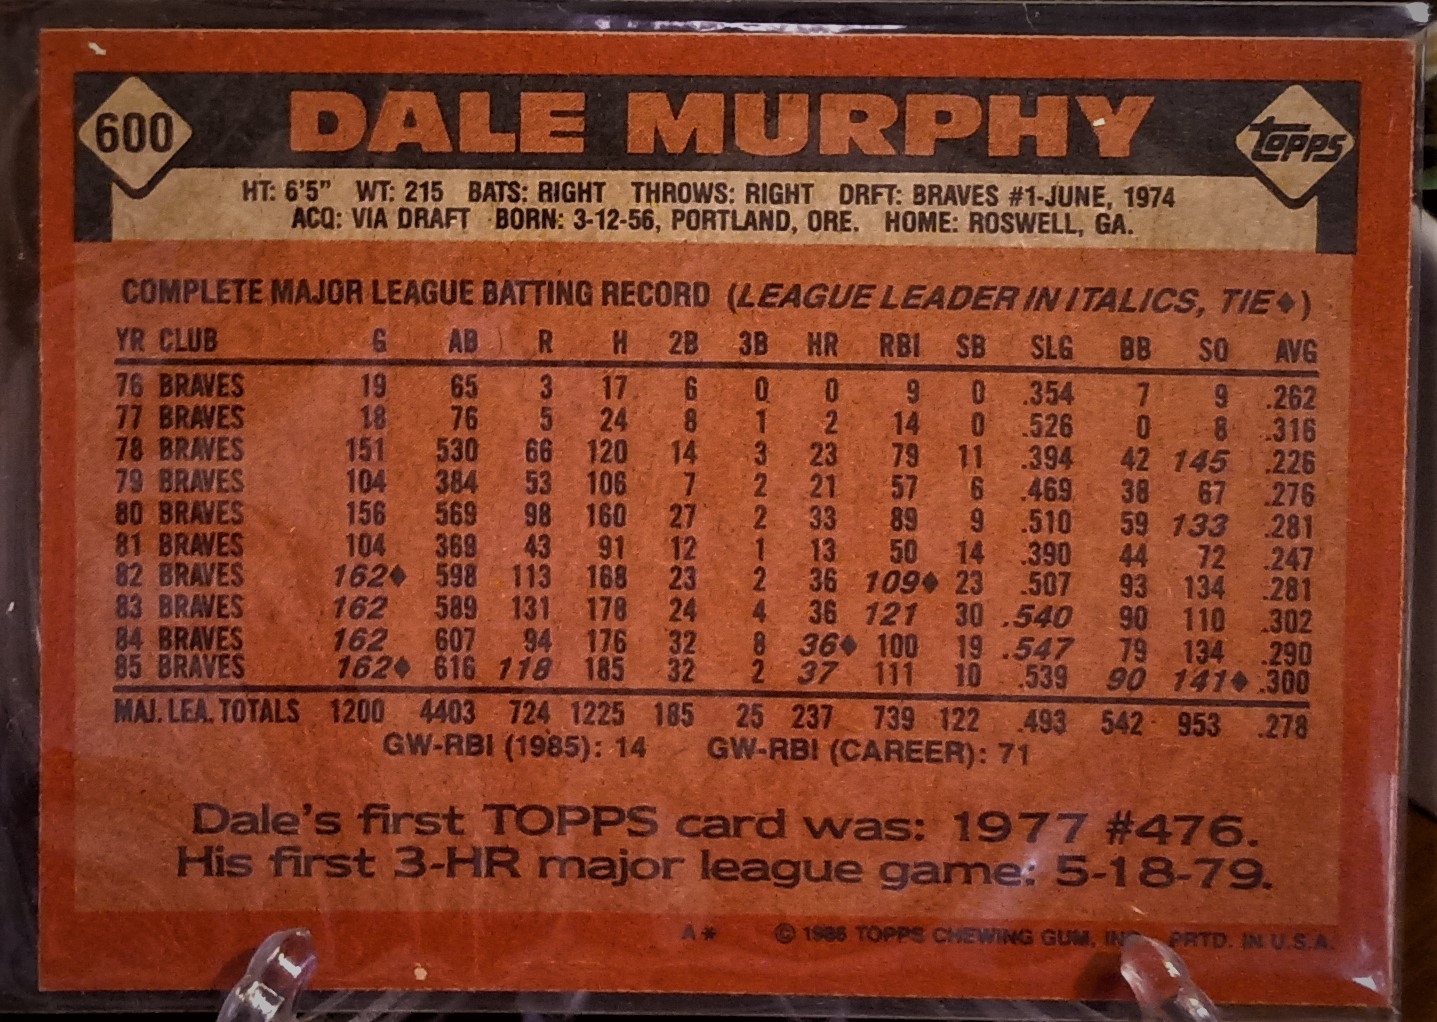 600 DALE MURPHY TOPPS
HT: 6'5" WT: 215 BATS: RIGHT THROWS: RIGHT DRFT: BRAVES #1-JUNE, 1974
ACQ: VIA DRAFT BORN: 3-12-56, PORTLAND, ORE. HOME: ROSWELL, GA.
COMPLETE MAJOR LEAGUE BATTING RECORD (LEAGUE LEADER IN ITALICS, TIE♦)
YR CLUB G AB R H 2B 3B HR RBI SB SLG BB SO AVG
76 BRAVES 19 65 3 17 6 0 0 9 0 .354 7 9 .262
77 BRAVES 18 76 5 24 8 1 2 14 0 .526 0 8 .316
78 BRAVES 151 530 66 120 14 3 23 79 11 .394 42 145 .226
79 BRAVES 104 384 53 106 7 2 21 57 6 .469 38 67 .276
80 BRAVES 156 569 98 160 27 2 33 89 9 .510 59 133 .281
81 BRAVES 104 369 43 91 12 1 13 50 14 .390 44 72 .247
82 BRAVES 162♦ 598 113 168 23 2 36 109♦ 23 .507 93 134 .281
83 BRAVES 162 589 131 178 24 4 36 121 30 .540 90 110 .302
84 BRAVES 162 607 94 176 32 8 36♦ 100 19 .547 79 134 .290
85 BRAVES 162♦ 616 118 185 32 2 37 111 10 .539 90 141♦ .300
MAJ. LEA. TOTALS 1200 4403 724 1225 185 25 237 739 122 .493 542 953 .278
GW-RBI (1985): 14 GW-RBI (CAREER): 71
Dale's first TOPPS card was: 1977 #476.
His first 3-HR major league game: 5-18-79.
A* © 1986 TOPPS CHEWING GUM, INC. PRTD. IN U.S.A.